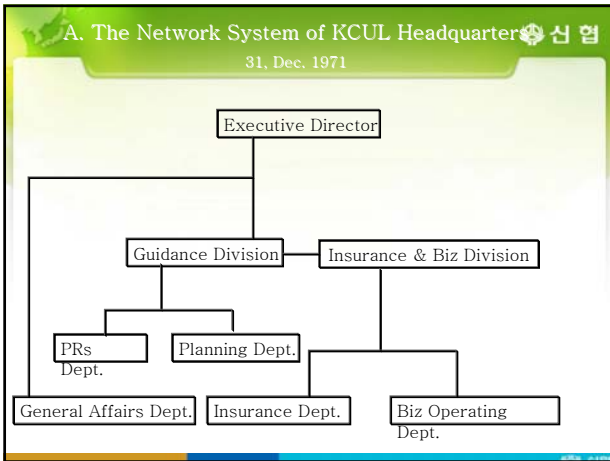 A. The Network System of KCUL Headquarters
신협
31, Dec. 1971
Executive Director
Guidance Division
Insurance & Biz Division
PRs
Dept.
Planning Dept.
General Affairs Dept.
Insurance Dept.
Biz Operating
Dept.